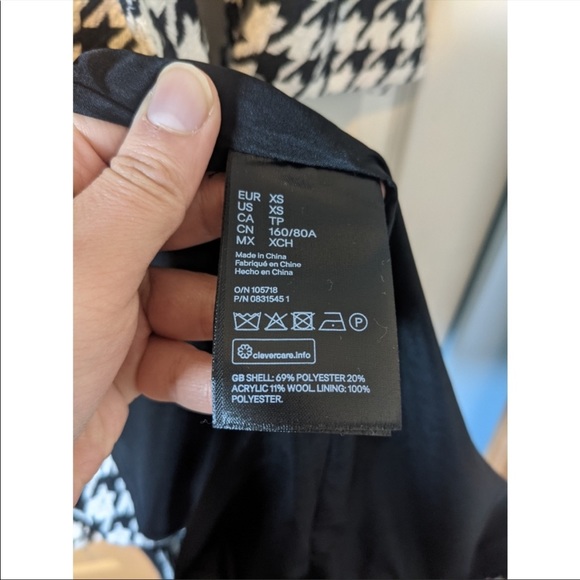 EUR XS
US XS
CA TP
CN 160/80A
MX XCH
Made in China
Fabriqué en Chine
Hecho en China
O/N 105718
P/N 0831545 1
P
clevercare.info
GB SHELL: 69% POLYESTER 20%
ACRYLIC 11% WOOL. LINING: 100%
POLYESTER.